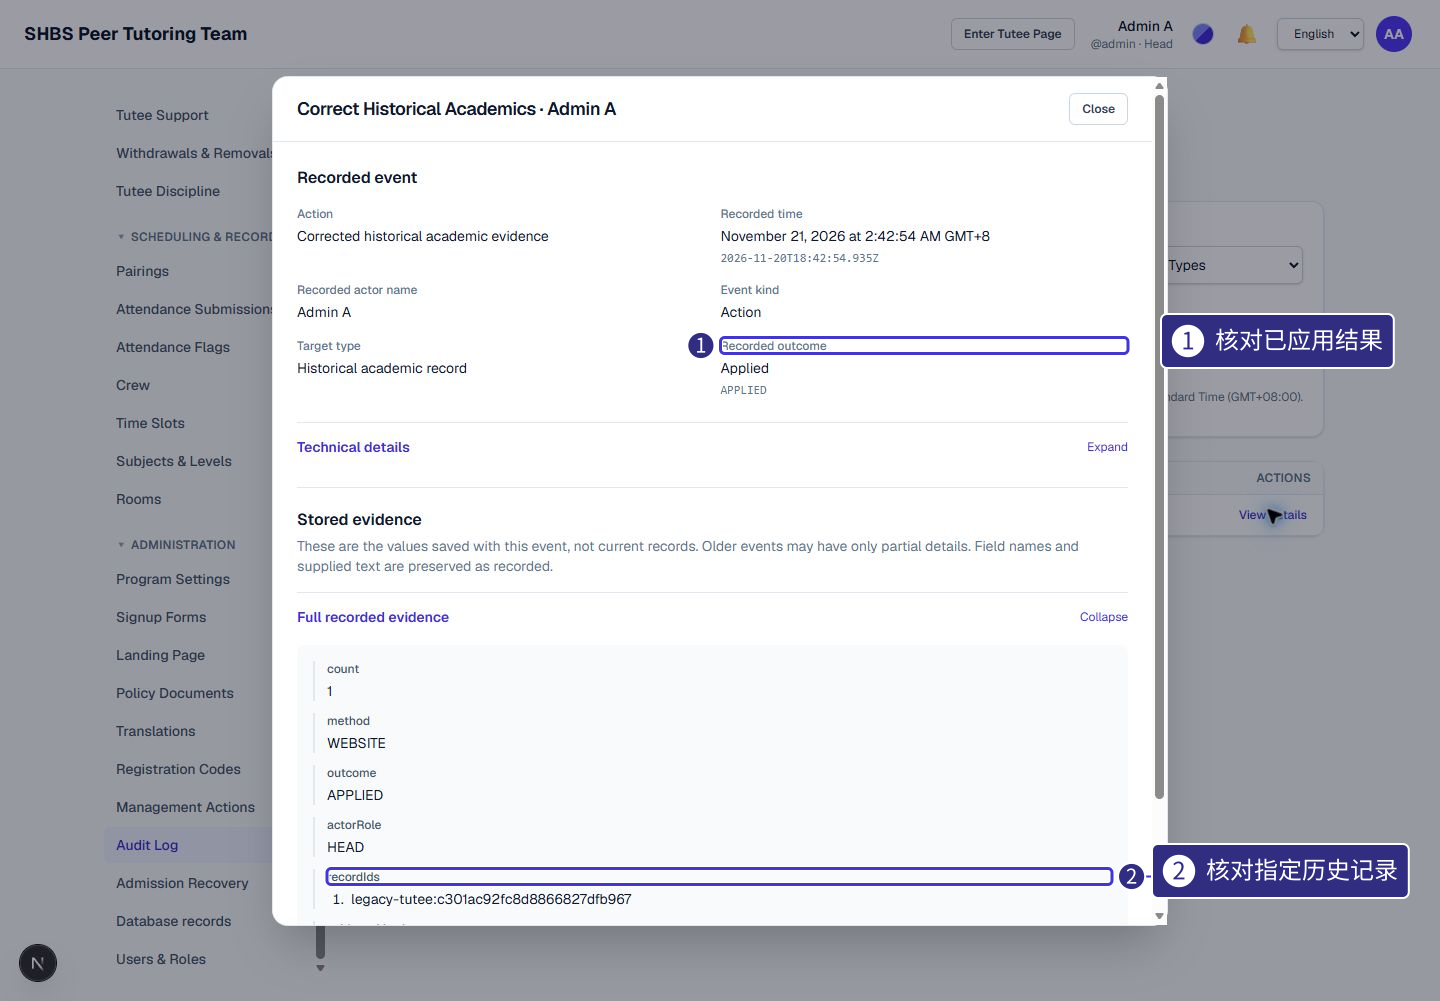 SHBS Peer Tutoring Team
Enter Tutee Page
Admin A
@admin · Head
English
AA
Tutee Support
Withdrawals & Removals
Tutee Discipline
SCHEDULING & RECORD
Pairings
Attendance Submissions
Attendance Flags
Crew
Time Slots
Subjects & Levels
Rooms
ADMINISTRATION
Program Settings
Signup Forms
Landing Page
Policy Documents
Translations
Registration Codes
Management Actions
Audit Log
Admission Recovery
Database records
Users & Roles
N
Correct Historical Academics · Admin A
Close
Recorded event
Action
Corrected historical academic evidence
Recorded time
November 21, 2026 at 2:42:54 AM GMT+8
2026-11-20T18:42:54.935Z
Recorded actor name
Admin A
Event kind
Action
Target type
Historical academic record
1
Recorded outcome
Applied
APPLIED
Technical details
Expand
Stored evidence
These are the values saved with this event, not current records. Older events may have only partial details. Field names and
supplied text are preserved as recorded.
Full recorded evidence
Collapse
count
1
method
WEBSITE
outcome
APPLIED
actorRole
HEAD
recordIds
2
1. legacy-tutee:c301ac92fc8d8866827dfb967
Types
1 核对已应用结果
ndard Time (GMT+08:00).
ACTIONS
View tails
2 核对指定历史记录